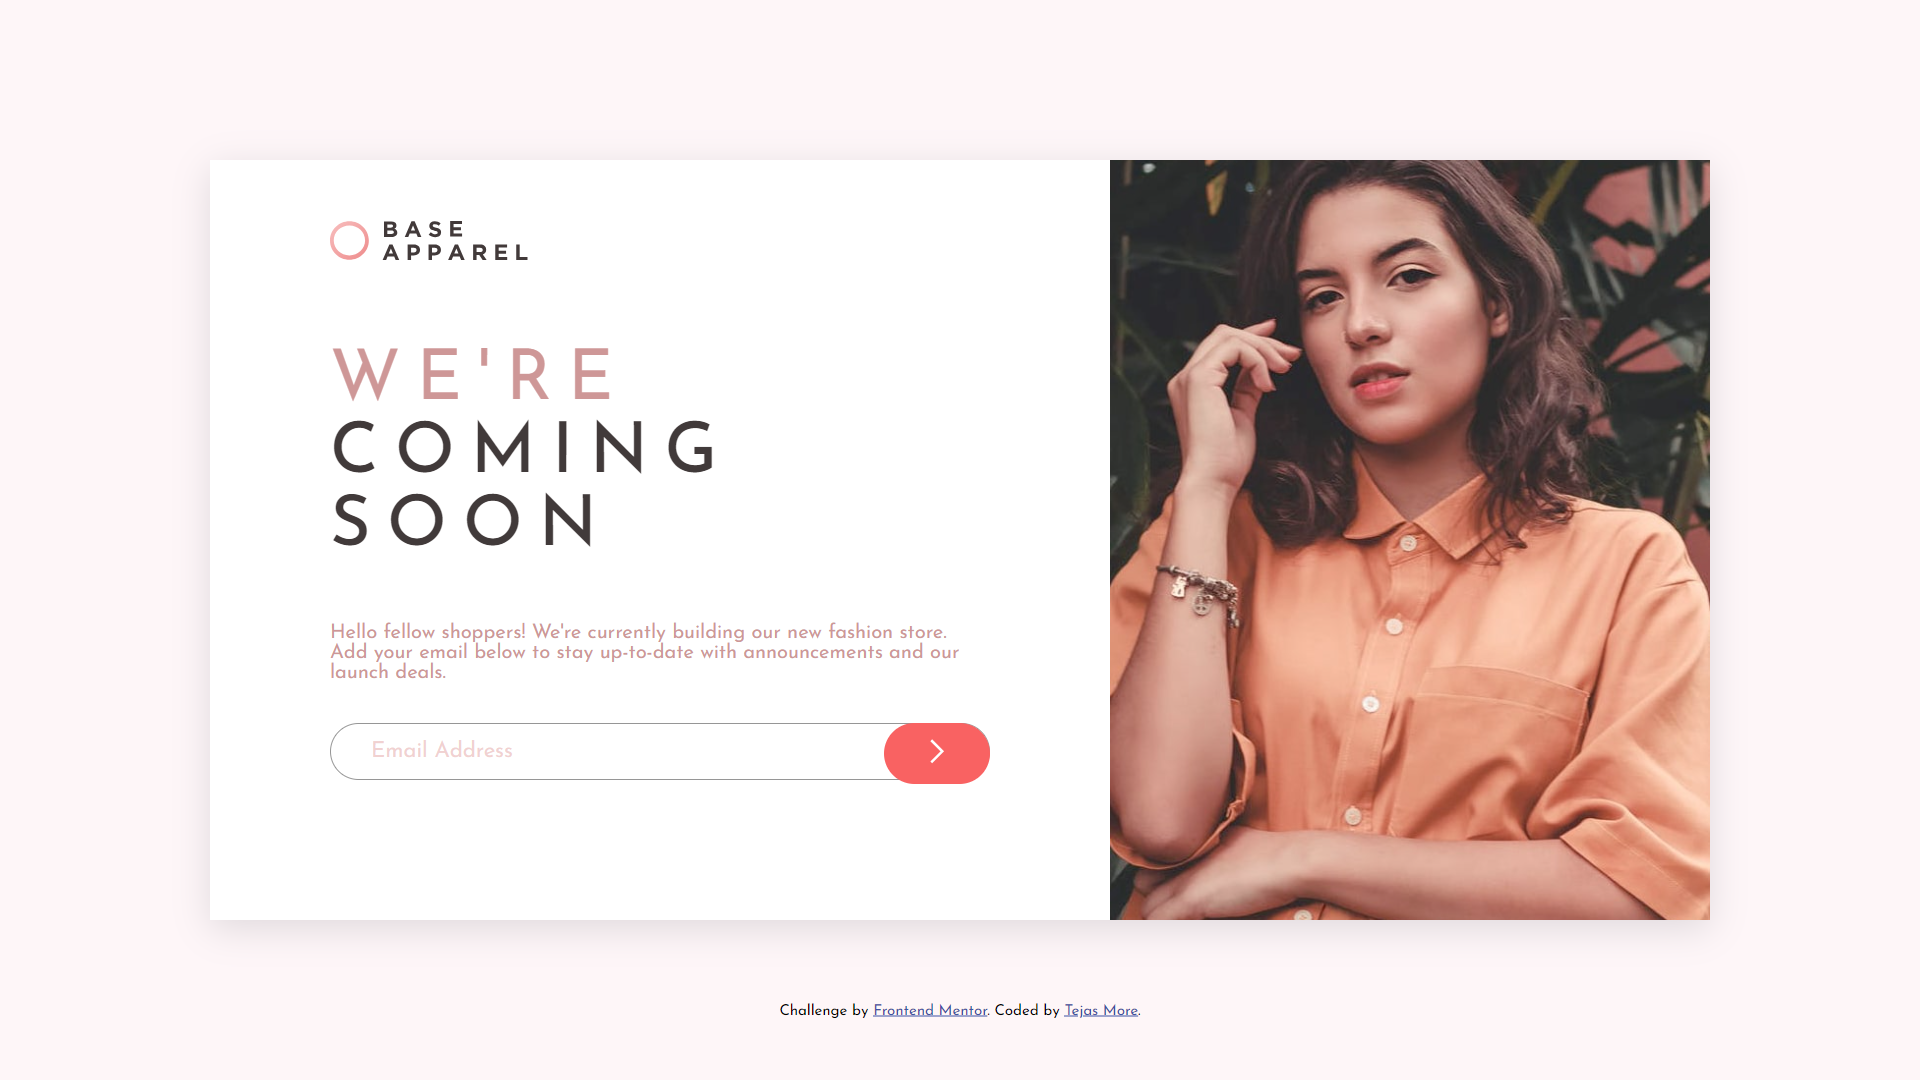 BASE
APPAREL
WE'RE
COMING
SOON
Hello fellow shoppers! We're currently building our new fashion store.
Add your email below to stay up-to-date with announcements and our
launch deals.
Email Address
Challenge by Frontend Mentor. Coded by Tejas More.